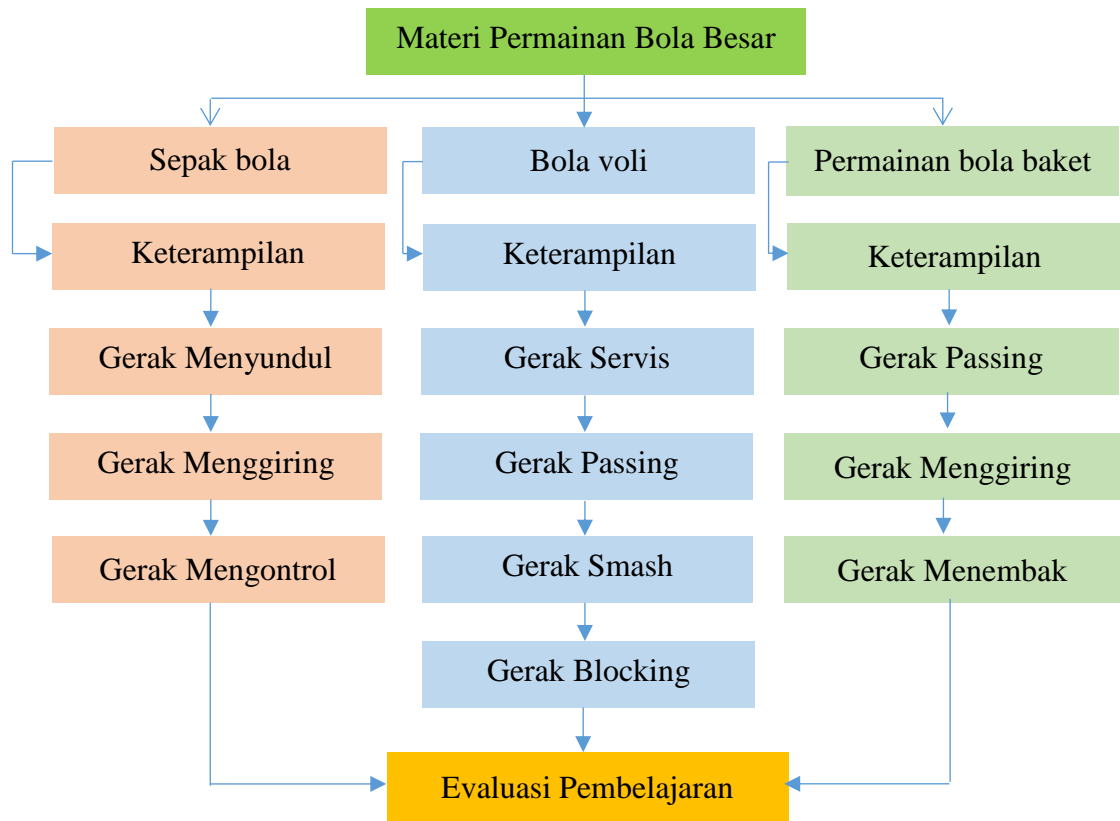 Materi Permainan Bola Besar
Sepak bola
Bola voli
Permainan bola baket
Keterampilan
Keterampilan
Keterampilan
Gerak Menyundul
Gerak Servis
Gerak Passing
Gerak Menggiring
Gerak Passing
Gerak Menggiring
Gerak Mengontrol
Gerak Smash
Gerak Menembak
Gerak Blocking
Evaluasi Pembelajaran